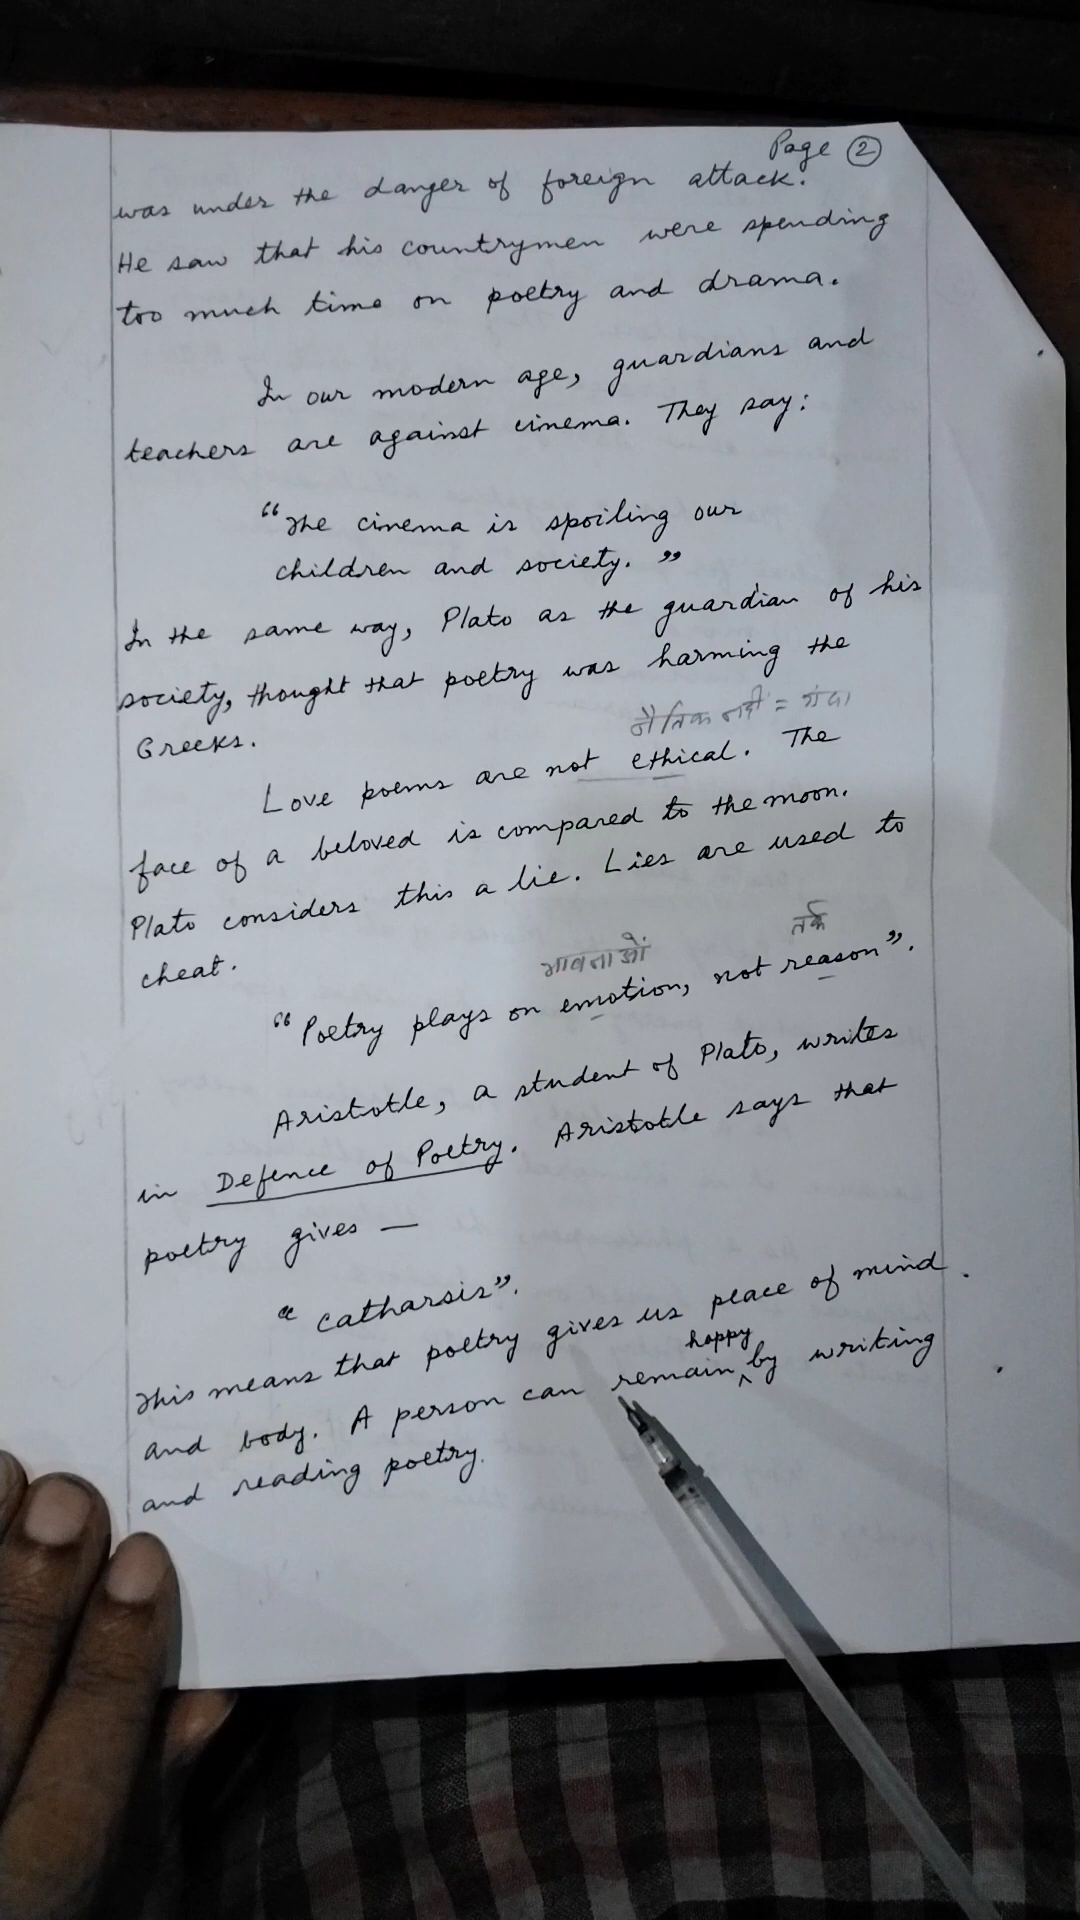 Page 2
was under the danger of foreign attack.
He saw that his countrymen were spending
too much time on poetry and drama.
In our modern age, guardians and
teachers are against cinema. They say:
“The cinema is spoiling our
children and society.”
In the same way, Plato as the guardian of his
society, thought that poetry was harming the
Greeks.
नैतिक नहीं = गंदा
Love poems are not ethical. The
face of a beloved is compared to the moon.
Plato considers this a lie. Lies are used to
cheat.
भावनाओं तर्क
“Poetry plays on emotion, not reason”.
Aristotle, a student of Plato, writes
in Defence of Poetry. Aristotle says that
poetry gives —
“catharsis”.
This means that poetry gives us peace of mind
and body. A person can remain happy by writing
and reading poetry.